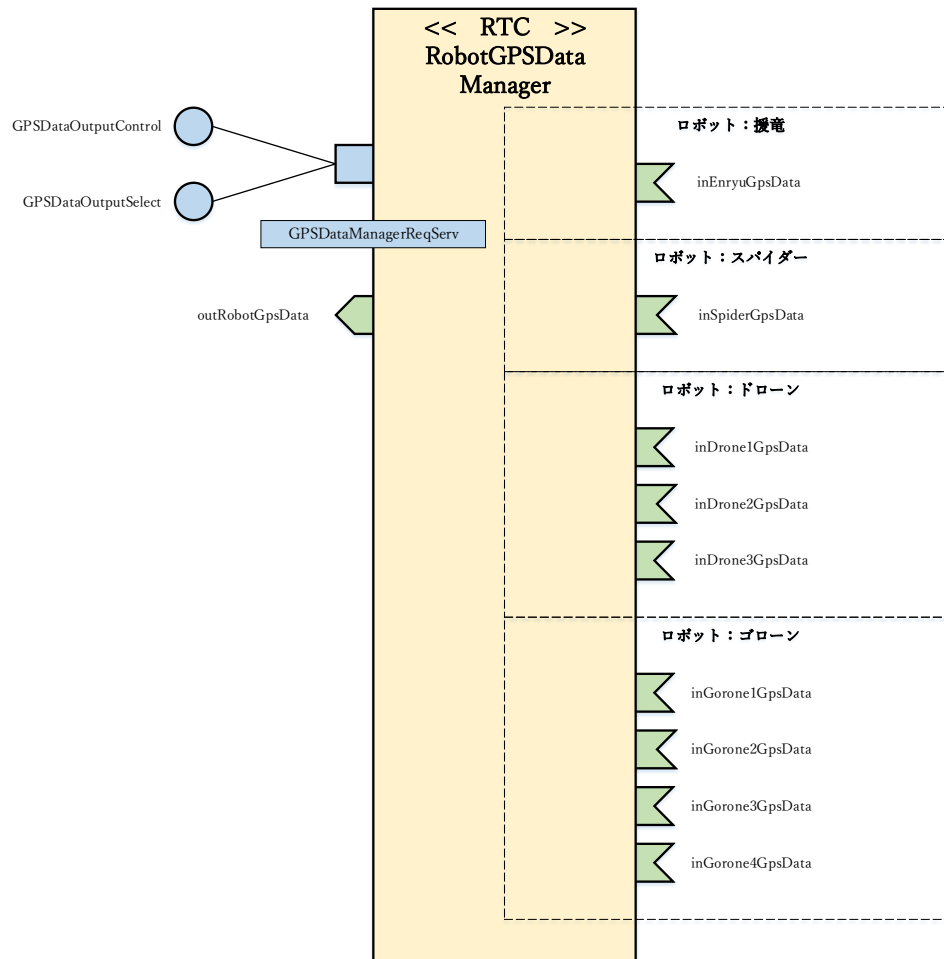 << RTC >>
RobotGPSData
Manager
GPSDataOutputControl
GPSDataOutputSelect
GPSDataManagerReqServ
outRobotGpsData
ロボット：援竜
inEnryuGpsData
ロボット：スパイダー
inSpiderGpsData
ロボット：ドローン
inDrone1GpsData
inDrone2GpsData
inDrone3GpsData
ロボット：ゴローン
inGorone1GpsData
inGorone2GpsData
inGorone3GpsData
inGorone4GpsData